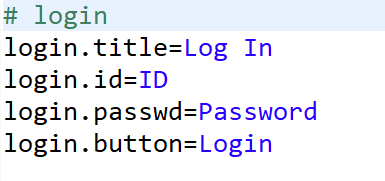 # login
login.title=Log In
login.id=ID
login.passwd=Password
login.button=Login